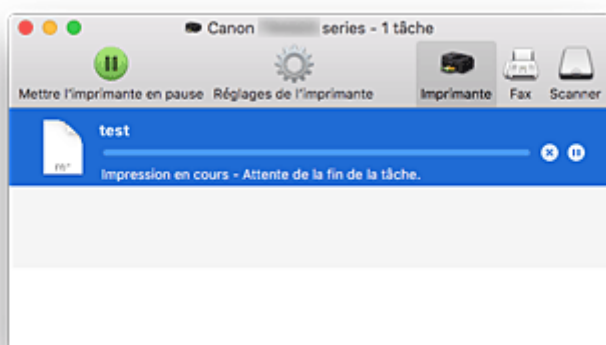 Canon series - 1 tâche
Mettre l'imprimante en pause Réglages de l'imprimante Imprimante Fax Scanner
test
Impression en cours - Attente de la fin de la tâche.